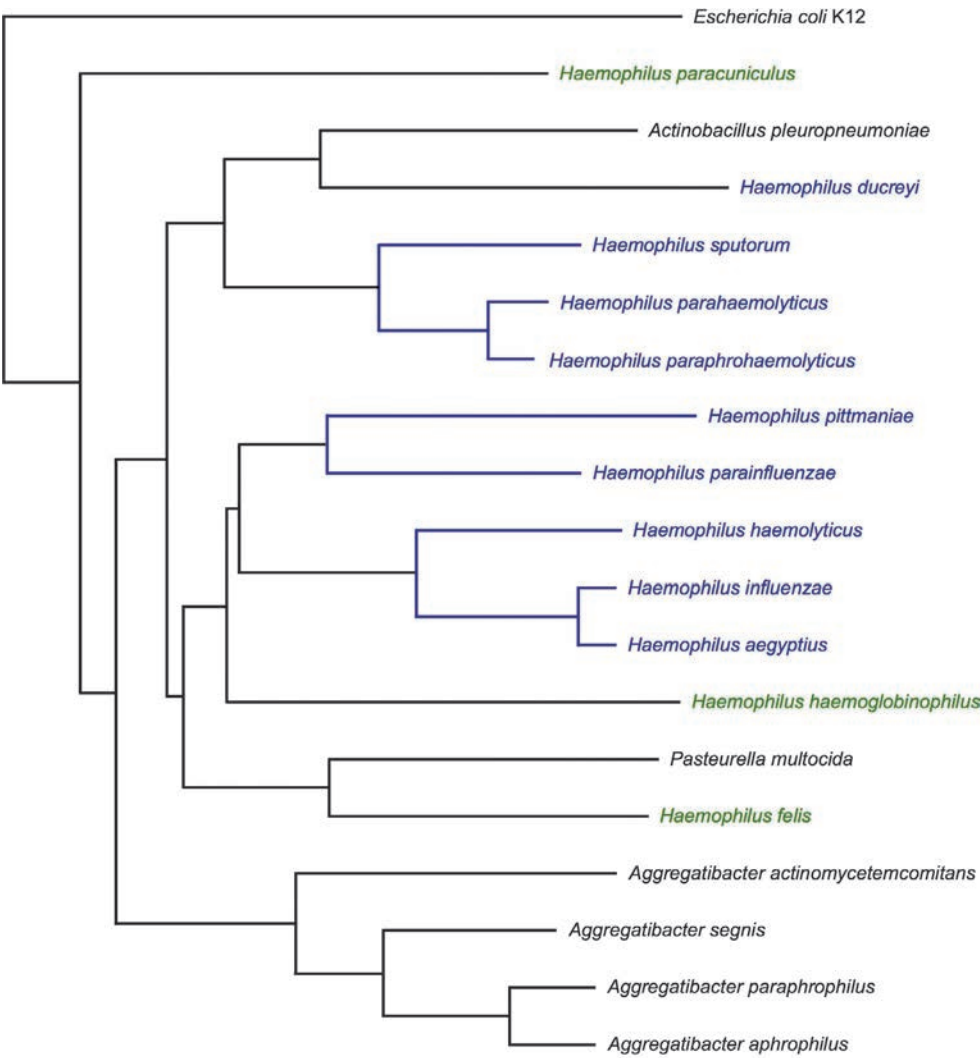 Escherichia coli K12
Haemophilus paracuniculus
Actinobacillus pleuropneumoniae
Haemophilus ducreyi
Haemophilus sputorum
Haemophilus parahaemolyticus
Haemophilus paraphrohaemolyticus
Haemophilus pittmaniae
Haemophilus parainfluenzae
Haemophilus haemolyticus
Haemophilus influenzae
Haemophilus aegyptius
Haemophilus haemoglobinophilus
Pasteurella multocida
Haemophilus felis
Aggregatibacter actinomycetemcomitans
Aggregatibacter segnis
Aggregatibacter paraphrophilus
Aggregatibacter aphrophilus